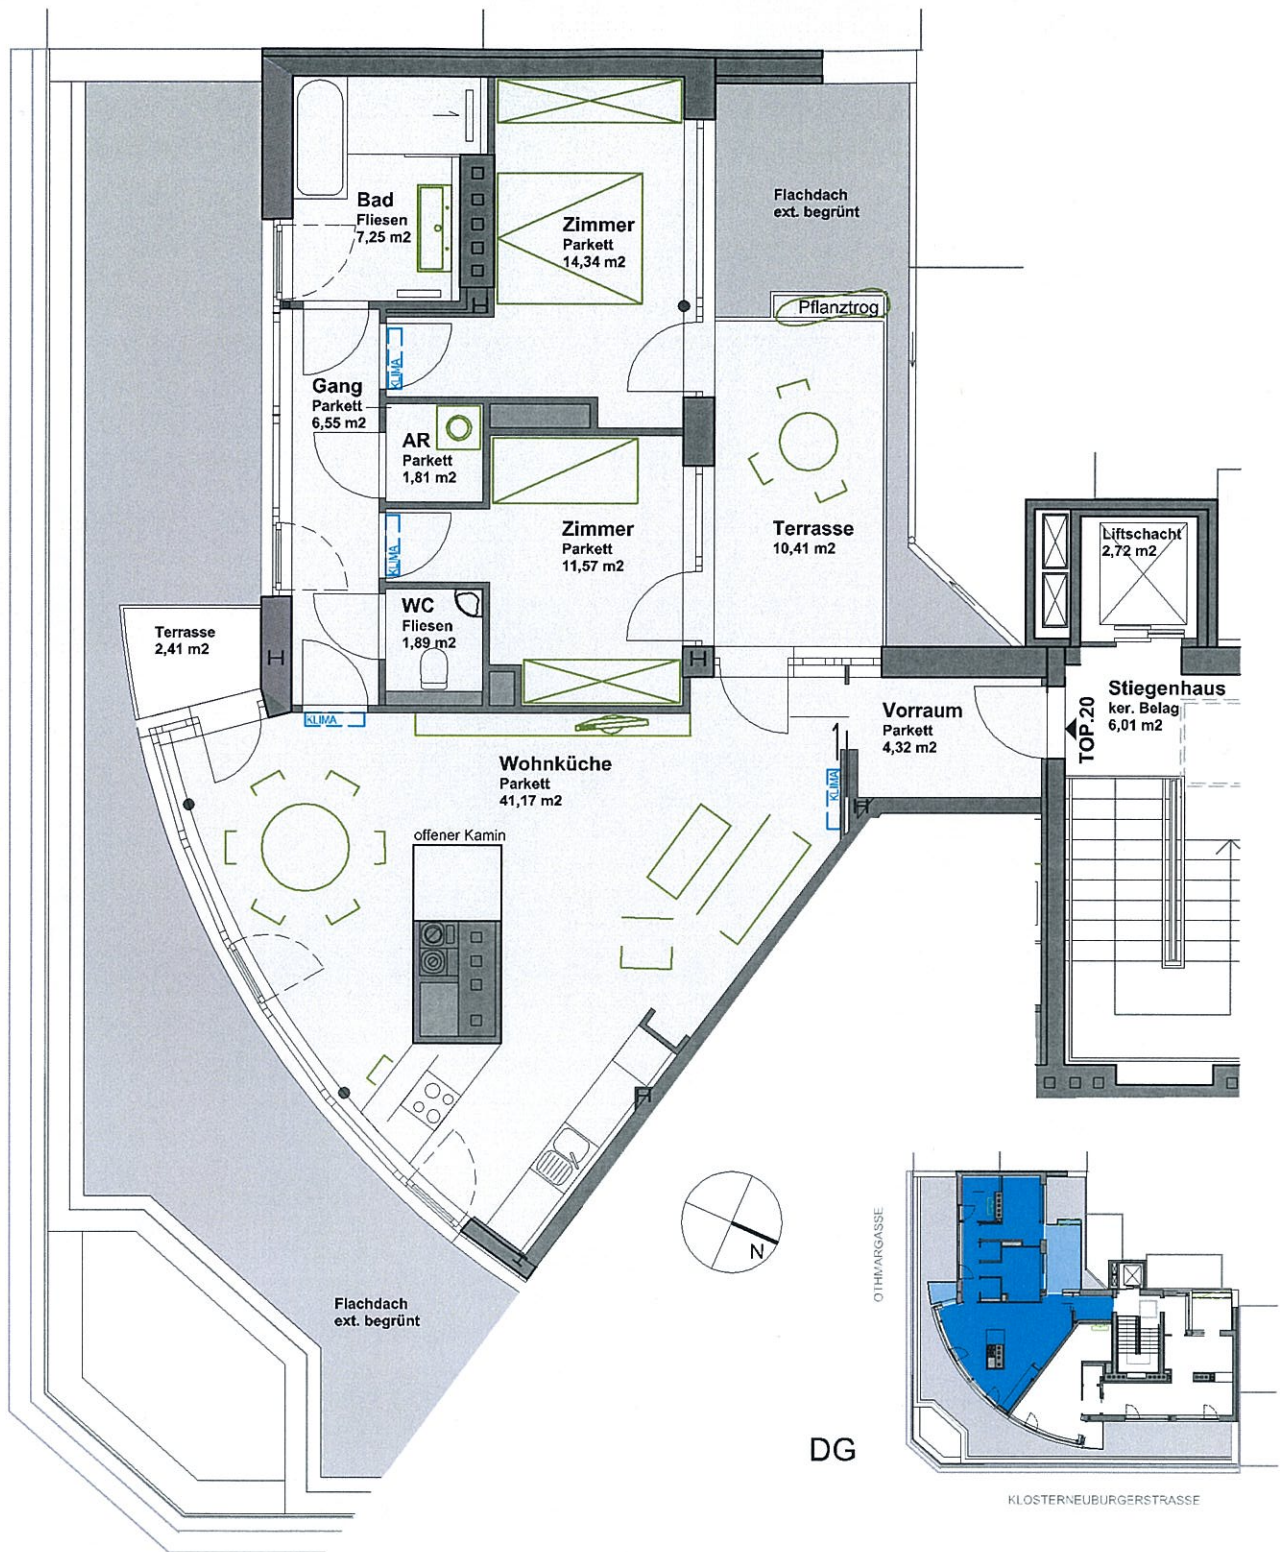 Bad
Fliesen
7,25 m2
Zimmer
Parkett
14,34 m2
Flachdach
ext. begrünt
Pflanztrog
KLIMA
Gang
Parkett
6,55 m2
AR
Parkett
1,81 m2
Zimmer
Parkett
11,57 m2
Terrasse
10,41 m2
Liftschacht
2,72 m2
KLIMA
WC
Fliesen
1,89 m2
Terrasse
2,41 m2
KLIMA
Vorraum
Parkett
4,32 m2
TOP.20
Stiegenhaus
ker. Belag
6,01 m2
Wohnküche
Parkett
41,17 m2
KLIMA
offener Kamin
N
Flachdach
ext. begrünt
OTHMARGASSE
DG
KLOSTERNEUBURGERSTRASSE